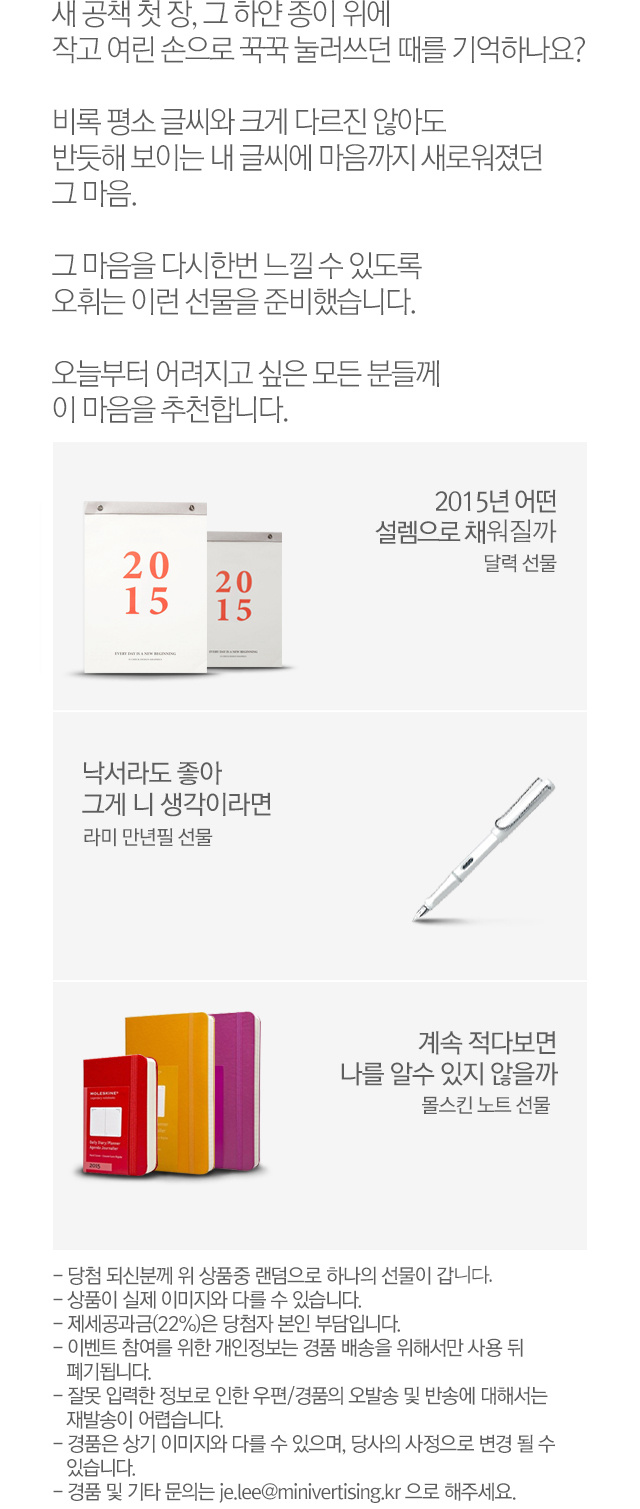 새 공책 첫 장, 그 하얀 종이 위에
작고 여린 손으로 꾹꾹 눌러쓰던 때를 기억하나요?
비록 평소 글씨와 크게 다르진 않아도
반듯해 보이는 내 글씨에 마음까지 새로워졌던
그 마음.
그 마음을 다시한번 느낄 수 있도록
오휘는 이런 선물을 준비했습니다.
오늘부터 어려지고 싶은 모든 분들께
이 마음을 추천합니다.
2015년 어떤
설렘으로 채워질까
달력 선물
20
15
EVERY DAY IS A NEW BEGINNING
20
15
EVERY DAY IS A NEW BEGINNING
낙서라도 좋아
그게 니 생각이라면
라미 만년필 선물
계속 적다보면
나를 알수 있지 않을까
몰스킨 노트 선물
MOLESKINE
Daily Diary/Planner
Agenda Journalier
2015
- 당첨 되신분께 위 상품중 랜덤으로 하나의 선물이 갑니다.
- 상품이 실제 이미지와 다를 수 있습니다.
- 제세공과금(22%)은 당첨자 본인 부담입니다.
- 이벤트 참여를 위한 개인정보는 경품 배송을 위해서만 사용 뒤
폐기됩니다.
- 잘못 입력한 정보로 인한 우편/경품의 오발송 및 반송에 대해서는
재발송이 어렵습니다.
- 경품은 상기 이미지와 다를 수 있으며, 당사의 사정으로 변경 될 수
있습니다.
- 경품 및 기타 문의는 je.lee@minivertising.kr 으로 해주세요.